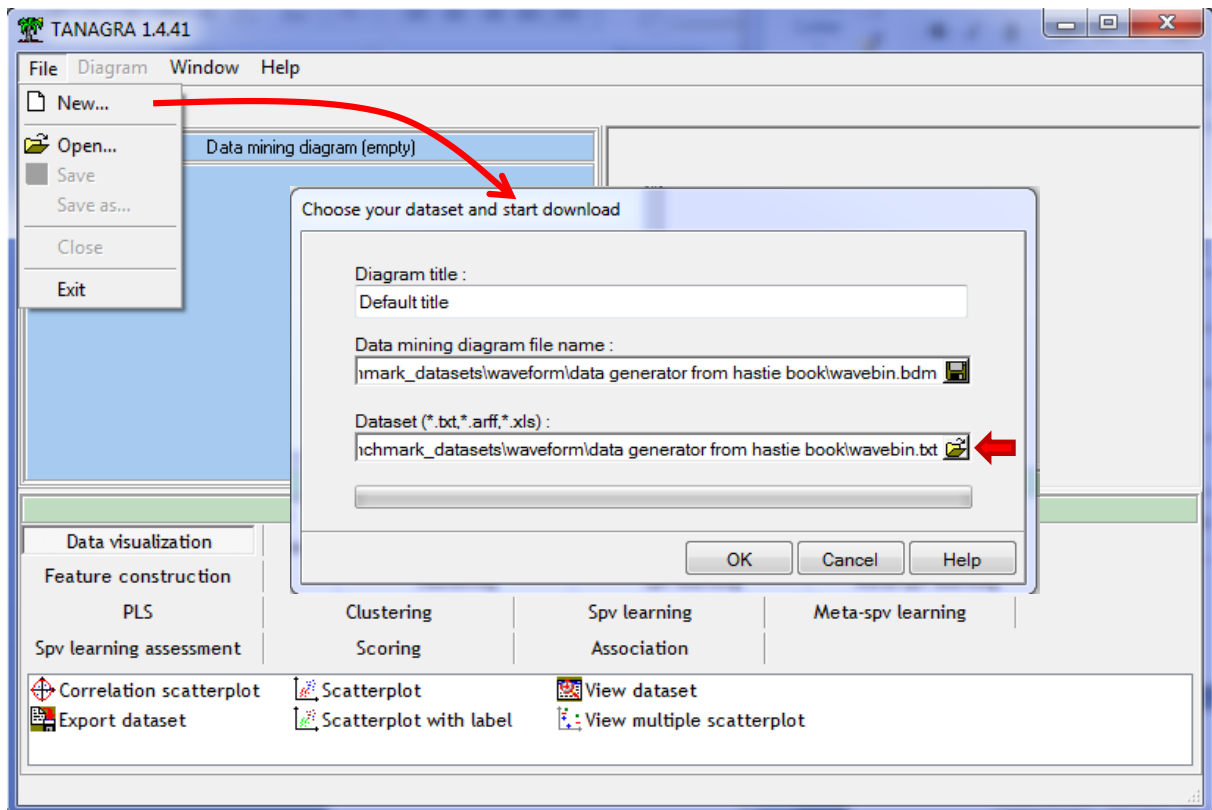 TANAGRA 1.4.41
File Diagram Window Help
New...
Open...
Save
Save as...
Close
Exit
Data mining diagram (empty)
Choose your dataset and start download
Diagram title :
Default title
Data mining diagram file name :
mark_datasets\waveform\data generator from hastie book\wavebin.bdm
Dataset (*.txt,*.arff,*.xls) :
chmark_datasets\waveform\data generator from hastie book\wavebin.txt
OK Cancel Help
Data visualization
Feature construction
PLS Clustering Spv learning Meta-spv learning
Spv learning assessment Scoring Association
Correlation scatterplot Scatterplot View dataset
Export dataset Scatterplot with label View multiple scatterplot